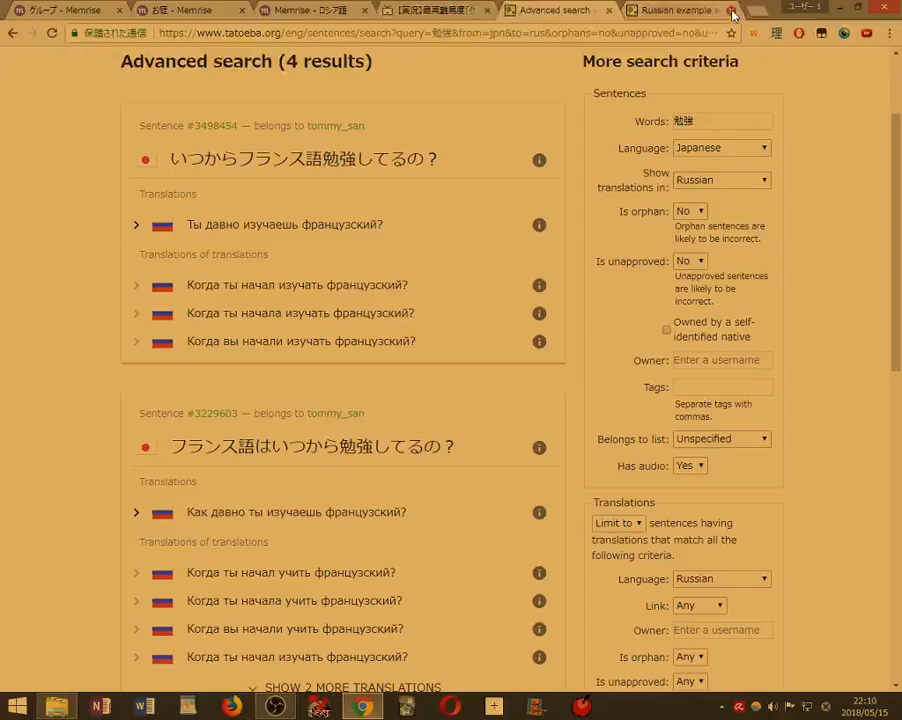 グループ - Memrise
お庭 - Memrise
Memrise - ロシア語
Advanced search -
Russian example s
ユーザー 1
保護された通信
https://www.tatoeba.org/eng/sentences/search?query=勉強&from=jpn&to=rus&orphans=no&unapproved=no&u...
Advanced search (4 results)
Sentence #3498454 — belongs to tommy_san
いつからフランス語勉強してるの？
Translations
Ты давно изучаешь французский?
Translations of translations
Когда ты начал изучать французский?
Когда ты начала изучать французский?
Когда вы начали изучать французский?
Sentence #3229603 — belongs to tommy_san
フランス語はいつから勉強してるの？
Translations
Как давно ты изучаешь французский?
Translations of translations
Когда ты начал учить французский?
Когда ты начала учить французский?
Когда вы начали учить французский?
Когда ты начал изучать французский?
SHOW 2 MORE TRANSLATIONS
More search criteria
Sentences
Words: 勉強
Language: Japanese
Show
translations in: Russian
Is orphan: No
Orphan sentences are
likely to be incorrect.
Is unapproved: No
Unapproved sentences
are likely to be
incorrect.
Owned by a self-
identified native
Owner: Enter a username
Tags:
Separate tags with
commas.
Belongs to list: Unspecified
Has audio: Yes
Translations
Limit to sentences having
translations that match all the
following criteria.
Language: Russian
Link: Any
Owner: Enter a username
Is orphan: Any
Is unapproved: Any
22:10
2018/05/15